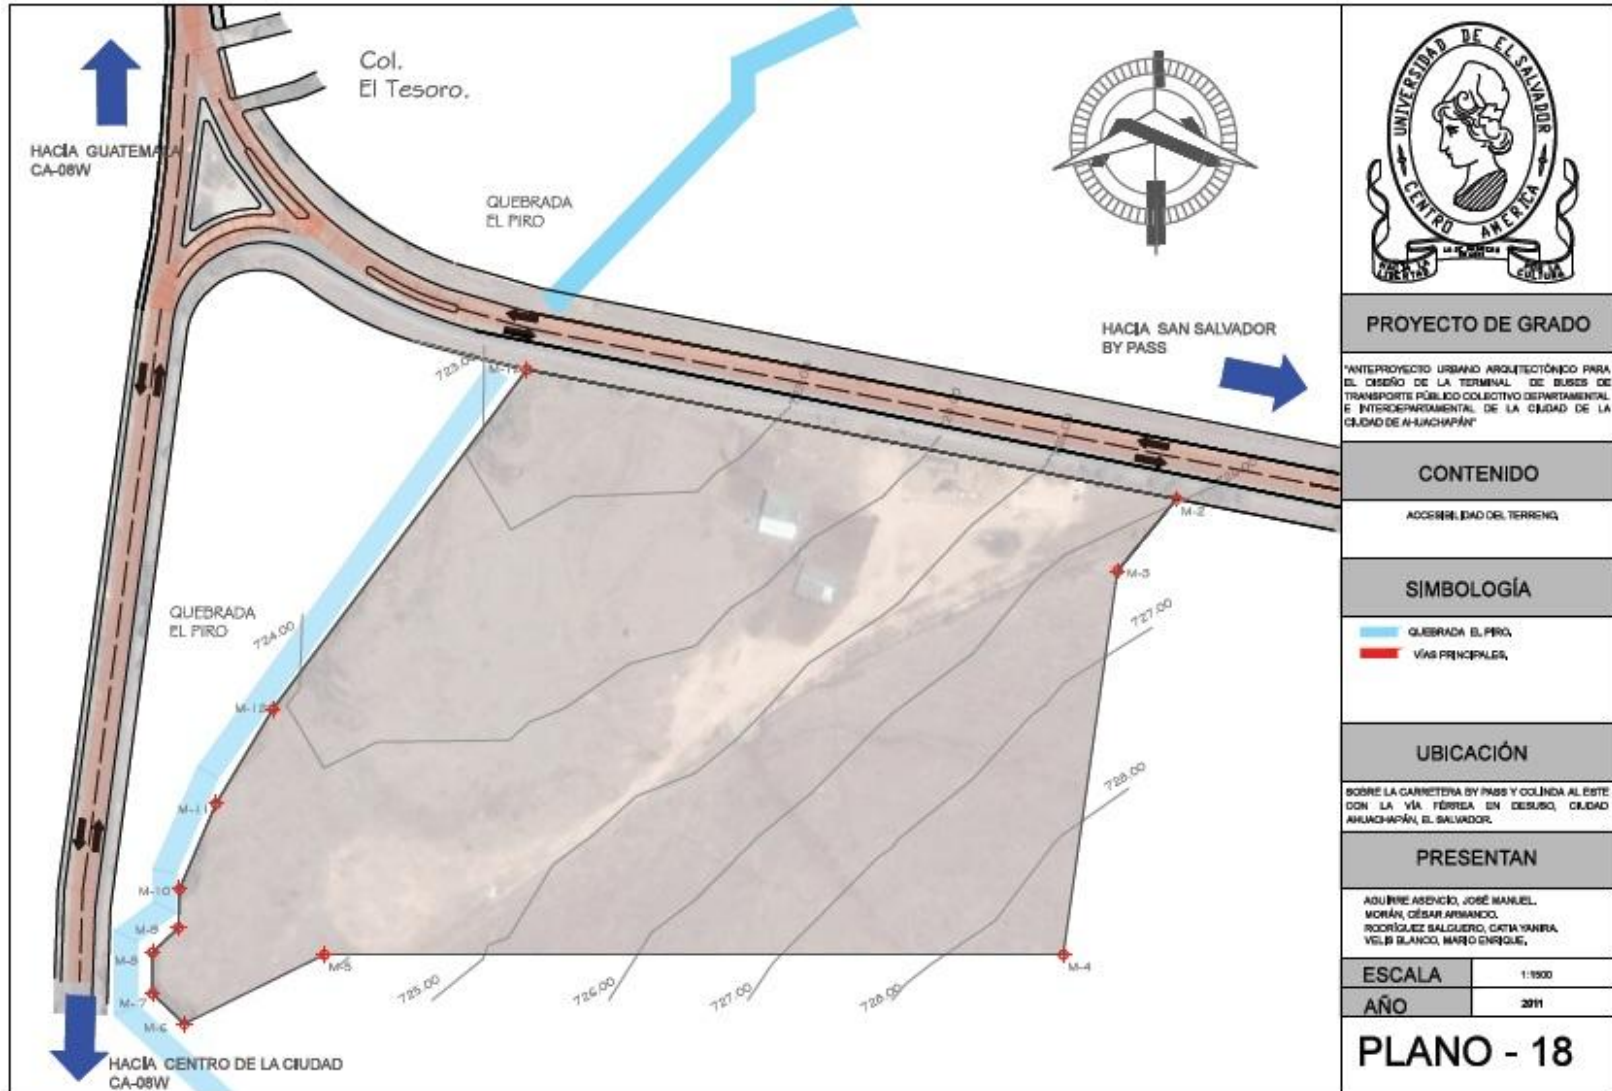 Col.
El Tesoro.
HACÍA GUATEMALA
CA-08W
QUEBRADA
EL PIRO
HACIA SAN SALVADOR
BY PASS
723.00
M-2
M-3
727.00
QUEBRADA
EL PIRO
724.00
M-12
728.00
M-11
M-10
M-8
M-5
M-4
M-7
725.00
726.00
727.00
728.00
M-6
HACÍA CENTRO DE LA CIUDAD
CA-08W
UNIVERSIDAD DE EL SALVADOR
CENTRO AMERICA
HACIA LA
LIBERTAD
POR LA
CULTURA
PROYECTO DE GRADO
"ANTEPROYECTO URBANO ARQUITECTÓNICO PARA
EL DISEÑO DE LA TERMINAL DE BUSES DE
TRANSPORTE PÚBLICO COLECTIVO DEPARTAMENTAL
E INTERDEPARTAMENTAL DE LA CIUDAD DE LA
CIUDAD DE AHUACHAPÁN"
CONTENIDO
ACCESIBILIDAD DEL TERRENO.
SIMBOLOGÍA
QUEBRADA EL PIRO.
VÍAS PRINCIPALES.
UBICACIÓN
SOBRE LA CARRETERA BY PASS Y COLINDA AL ESTE
CON LA VÍA FÉRREA EN DESUSO, CIUDAD
AHUACHAPÁN, EL SALVADOR.
PRESENTAN
AGUIRRE ASENCIO, JOSÉ MANUEL.
MORÁN, CÉSAR ARMANDO.
RODRÍGUEZ SALGUERO, CATIA YANIRA.
VELIS BLANCO, MARIO ENRIQUE.
ESCALA 1:1500
AÑO 2011
PLANO - 18